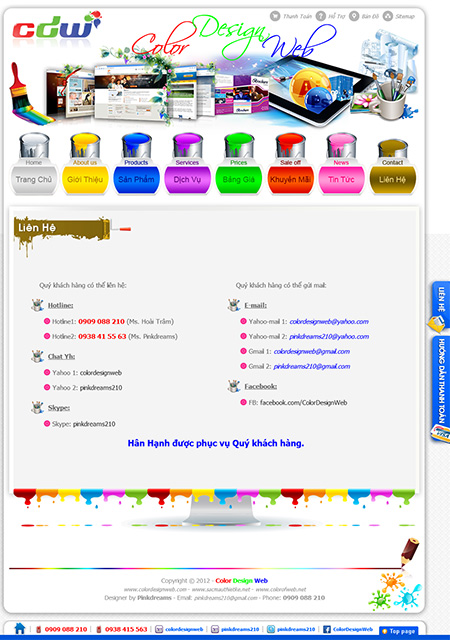 cdw
Color Design, Web
Thanh Toán Hỗ Trợ Bản Đồ Sitemap
Home About us Products Services Prices Sale off News Contact
Trang Chủ Giới Thiệu Sản Phẩm Dịch Vụ Bảng Giá Khuyến Mãi Tin Tức Liên Hệ
Liên Hệ
Quý khách hàng có thể liên hệ:
Hotline:
Hotline1: 0909 088 210 (Ms. Hoài Trâm)
Hotline2: 0938 41 55 63 (Ms. Pinkdreams)
Chat Yh:
Yahoo 1: colordesignweb
Yahoo 2: pinkdreams210
Skype:
Skype: pinkdreams210
Quý khách hàng có thể gửi mail:
E-mail:
Yahoo-mail 1: colordesignweb@yahoo.com
Yahoo-mail 2: pinkdreams210@yahoo.com
Gmail 1: colordesignweb@gmail.com
Gmail 2: pinkdreams210@gmail.com
Facebook:
FB: facebook.com/ColorDesignWeb
Hân Hạnh được phục vụ Quý khách hàng.
LIÊN HỆ
HƯỚNG DẪN THANH TOÁN
Copyright © 2012 - Color Design Web
www.colordesignweb.com - www.sacmauthietke.net - www.colorofweb.net
Designer by Pinkdreams - Email: pinkdreams210@gmail.com - Phone: 0909 088 210
0909 088 210 0938 415 563 colordesignweb pinkdreams210 pinkdreams210 ColorDesignWeb Top page